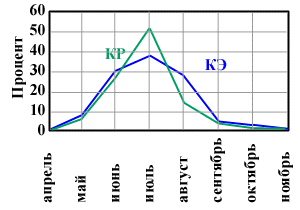 Процент
60
50
40
30
20
10
0
КР
КЭ
апрель
май
июнь
июль
август
сентябрь
октябрь
ноябрь